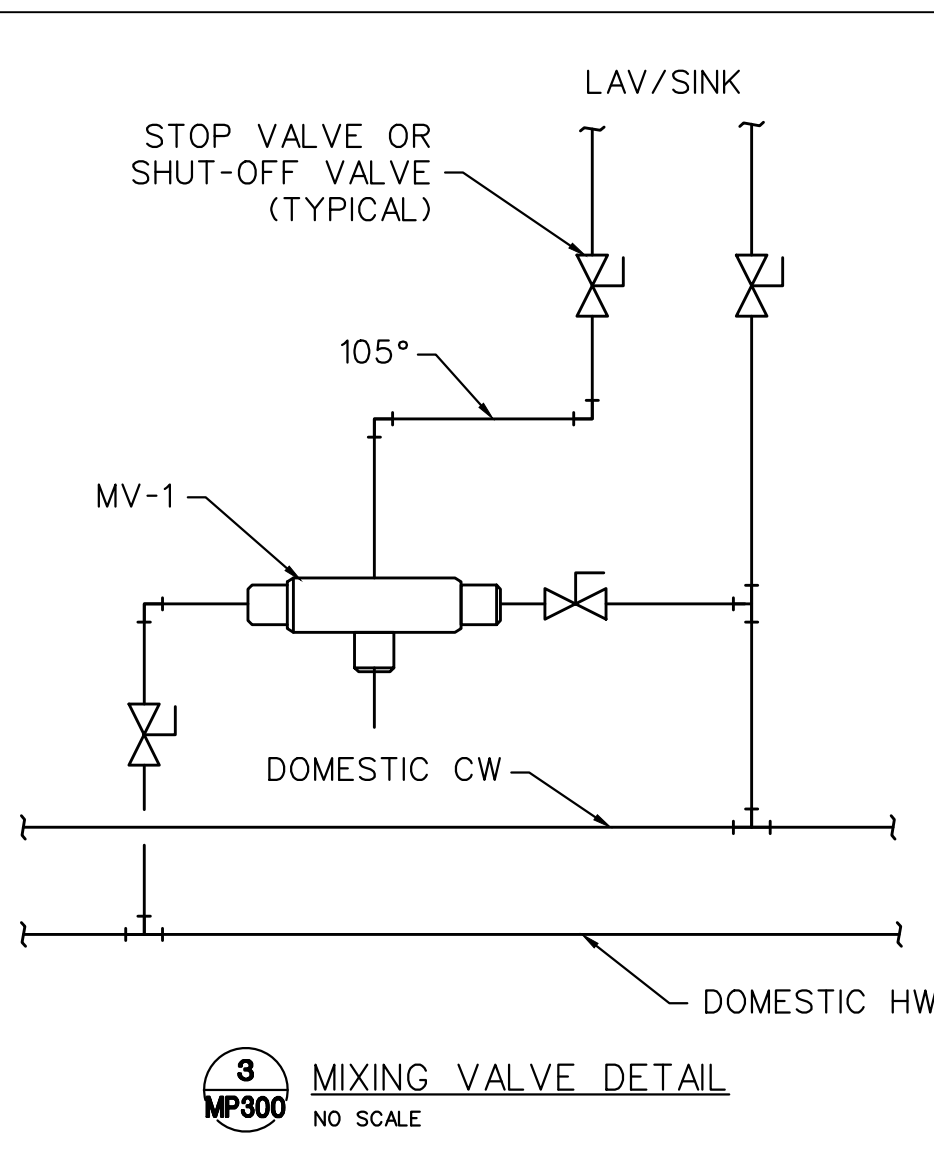 LAV/SINK
STOP VALVE OR
SHUT-OFF VALVE
(TYPICAL)
105°
MV-1
DOMESTIC CW
DOMESTIC HW
3
MP300
MIXING VALVE DETAIL
NO SCALE